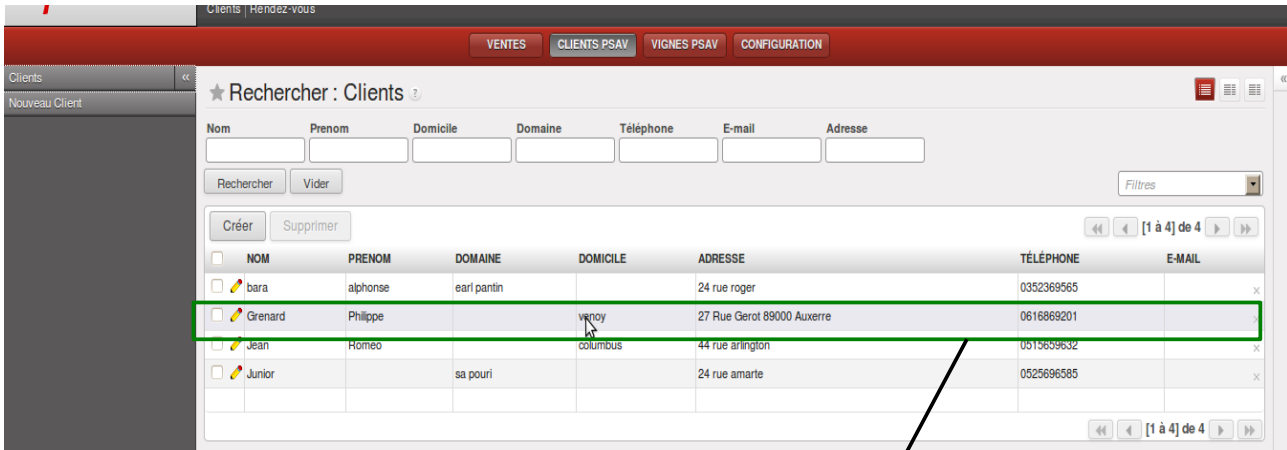 Clients | Rendez-vous
VENTES CLIENTS PSAV VIGNES PSAV CONFIGURATION
Clients «
Nouveau Client
Rechercher : Clients ?
Nom Prenom Domicile Domaine Téléphone E-mail Adresse
Rechercher Vider
Filtres
Créer Supprimer [1 à 4] de 4
NOM PRENOM DOMAINE DOMICILE ADRESSE TÉLÉPHONE E-MAIL
bara alphonse earl pantin 24 rue roger 0352369565
Grenard Philippe venoy 27 Rue Gerot 89000 Auxerre 0616869201
Jean Romeo columbus 44 rue arlington 0515659632
Junior sa pouri 24 rue amarte 0525696585
[1 à 4] de 4